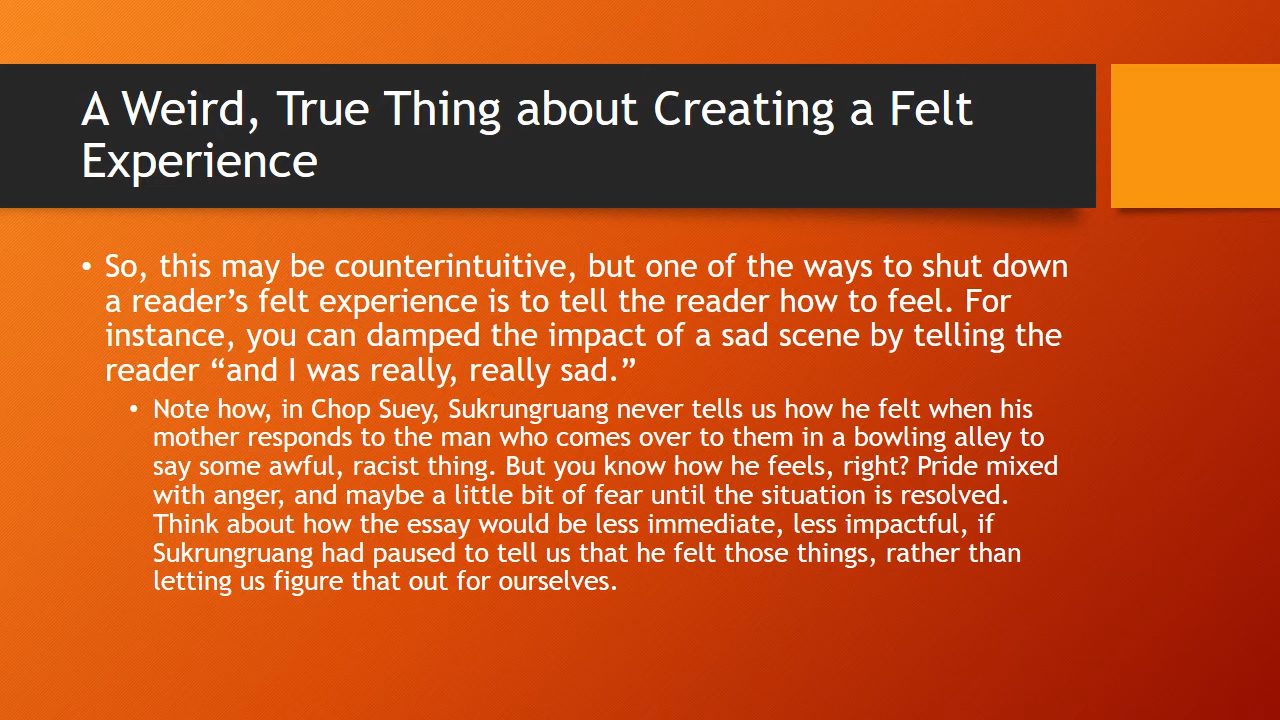 A Weird, True Thing about Creating a Felt
Experience
• So, this may be counterintuitive, but one of the ways to shut down
a reader’s felt experience is to tell the reader how to feel. For
instance, you can damped the impact of a sad scene by telling the
reader “and I was really, really sad.”
• Note how, in Chop Suey, Sukrungruang never tells us how he felt when his
mother responds to the man who comes over to them in a bowling alley to
say some awful, racist thing. But you know how he feels, right? Pride mixed
with anger, and maybe a little bit of fear until the situation is resolved.
Think about how the essay would be less immediate, less impactful, if
Sukrungruang had paused to tell us that he felt those things, rather than
letting us figure that out for ourselves.